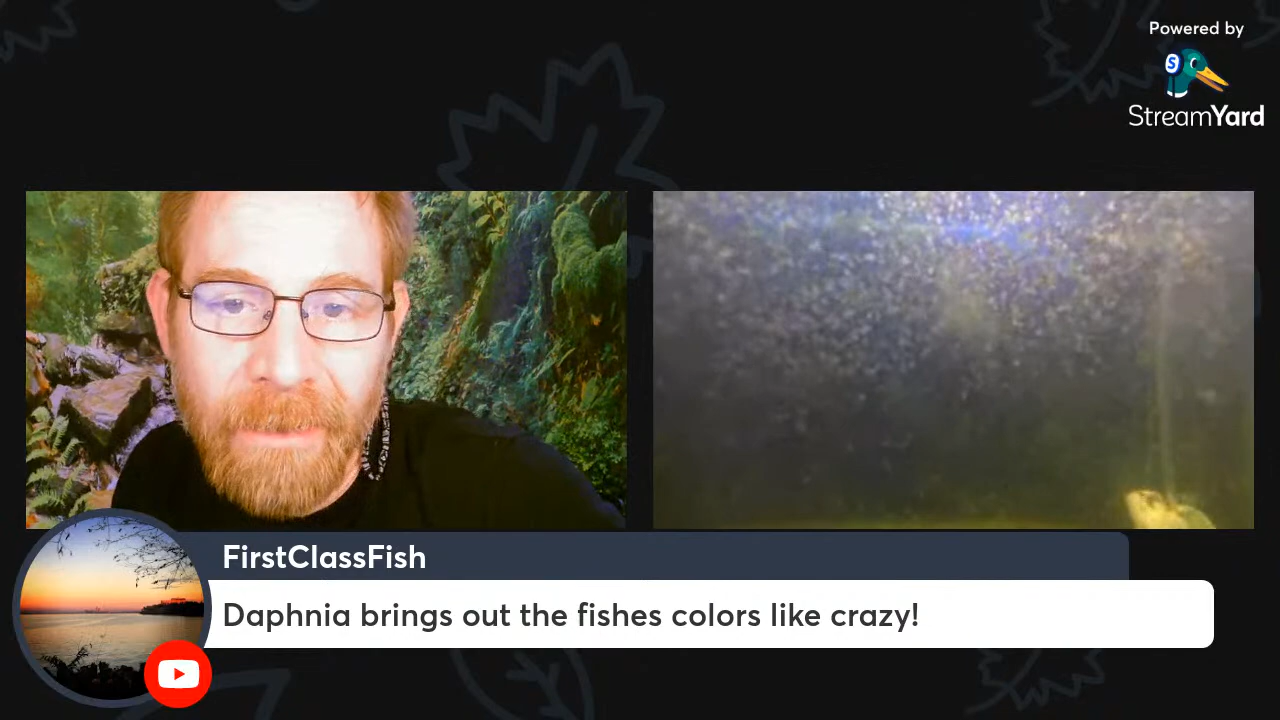 Powered by
StreamYard
FirstClassFish
Daphnia brings out the fishes colors like crazy!